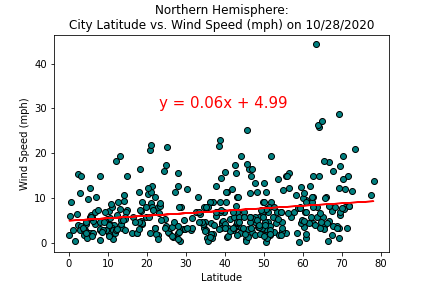 Northern Hemisphere:
City Latitude vs. Wind Speed (mph) on 10/28/2020
40
30
20
10
0
Wind Speed (mph)
y = 0.06x + 4.99
0 10 20 30 40 50 60 70 80
Latitude